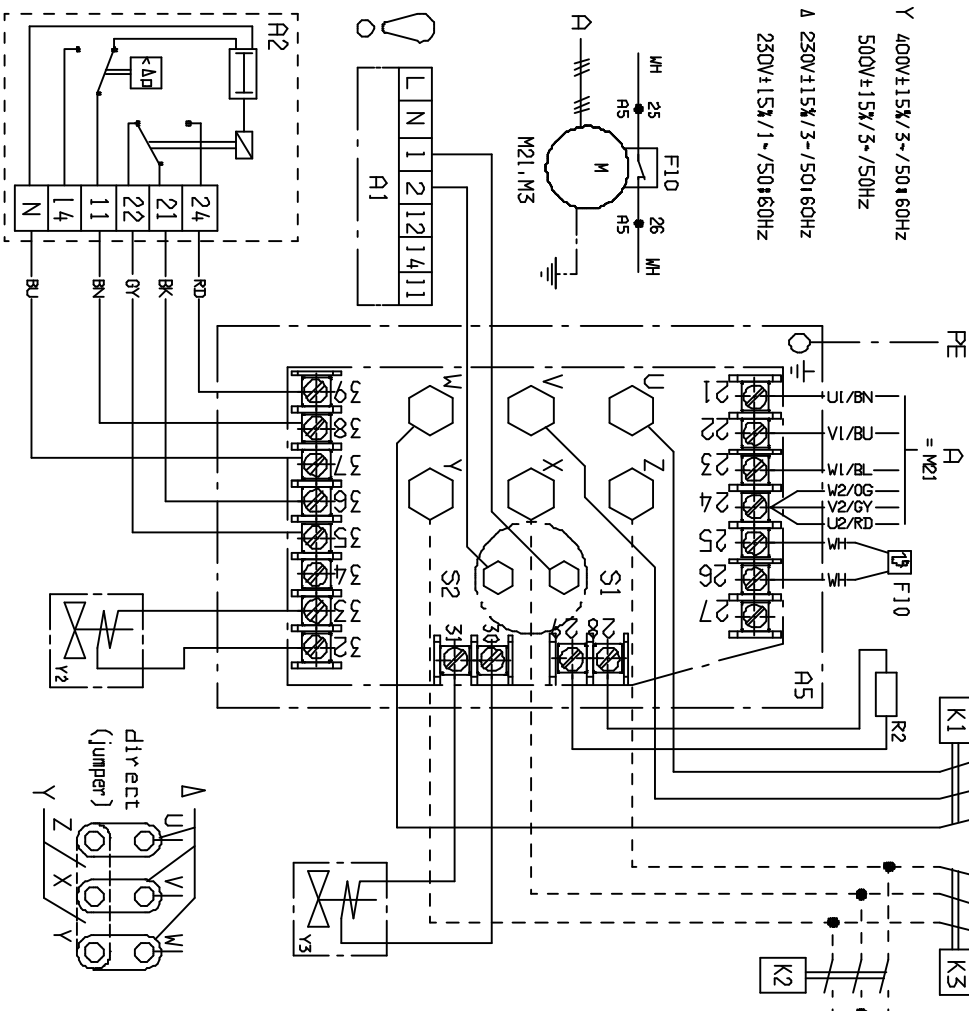 Y 400V±15%/3~/50⋮60Hz
500V±15%/3~/50Hz
Δ 230V±15%/3~/50⋮60Hz
230V±15%/1~/50⋮60Hz
PE
A
= M21
U1/BN
V1/BU
W1/BL
W2/OG
V2/GY
U2/RD
WH
WH
F10
WH
25
A5
F10
26
A5
WH
A
M
M21,M3
L
N
1
2
12
14
11
A1
A2
<Δp
N
14
11
22
21
24
BU
BN
GY
BK
RD
21
22
23
24
25
26
27
28
29
30
31
32
33
34
35
36
37
38
39
U
V
W
Z
X
Y
S1
S2
A5
R2
Y2
Y3
K1
K3
K2
direct
(jumper)
Δ
Y
U
V
W
Z
X
Y